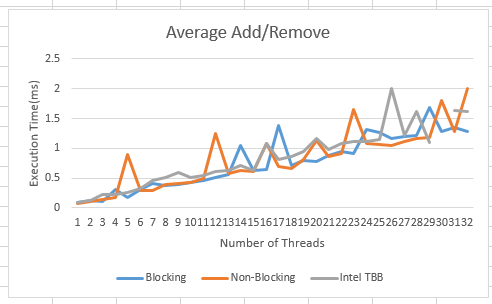 Average Add/Remove
Execution Time(ms)
2.5
2
1.5
1
0.5
0
1 2 3 4 5 6 7 8 9 10 11 12 13 14 15 16 17 18 19 20 21 22 23 24 25 26 27 28 29 30 31 32
Number of Threads
Blocking Non-Blocking Intel TBB